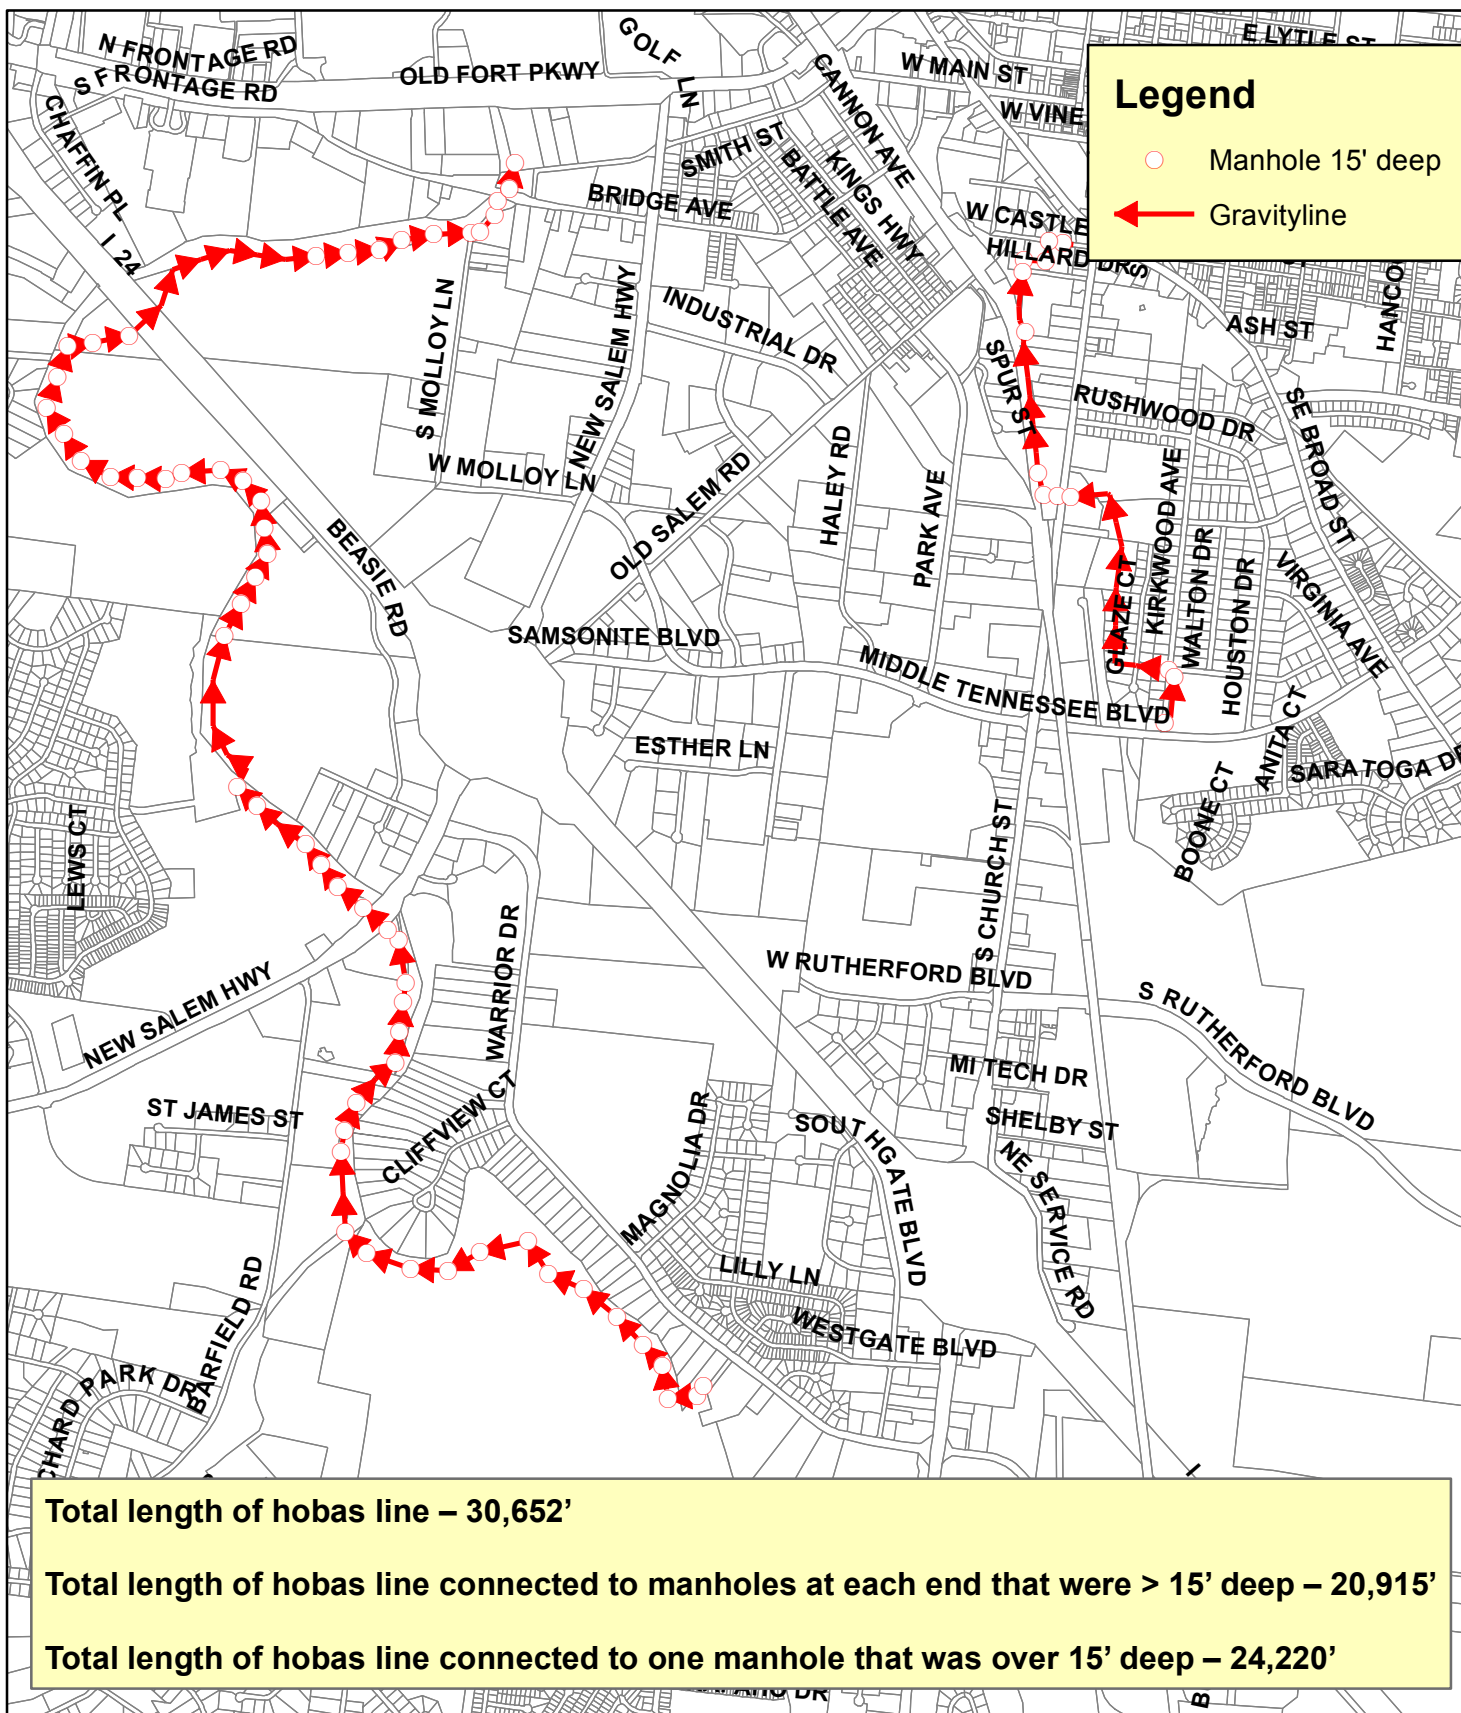 GOLF LN
E LYTLE ST
N FRONTAGE RD
S FRONTAGE RD
OLD FORT PKWY
W MAIN ST
CANNON AVE
W VINE
CHAFFIN PL
SMITH ST
BATTLE AVE
KINGS HWY
BRIDGE AVE
W CASTLE
HILLARD DR
I 24
Legend
Manhole 15' deep
Gravityline
S MOLLOY LN
NEW SALEM HWY
INDUSTRIAL DR
SPUR ST
ASH ST
RUSHWOOD DR
SE BROAD ST
W MOLLOY LN
OLD SALEM RD
HALEY RD
PARK AVE
KIRKWOOD AVE
BEASIE RD
GLAZE CT
WALTON DR
HOUSTON DR
VIRGINIA AVE
SAMSONITE BLVD
MIDDLE TENNESSEE BLVD
ESTHER LN
ANITA CT
SARATOGA DR
BOONE CT
LEWS CT
S CHURCH ST
WARRIOR DR
W RUTHERFORD BLVD
S RUTHERFORD BLVD
NEW SALEM HWY
MI TECH DR
ST JAMES ST
CLIFFVIEW CT
MAGNOLIA DR
SOUTHGATE BLVD
SHELBY ST
NE SERVICE RD
LILLY LN
WESTGATE BLVD
BARFIELD RD
CHARD PARK DR
Total length of hobas line – 30,652’
Total length of hobas line connected to manholes at each end that were > 15’ deep – 20,915’
Total length of hobas line connected to one manhole that was over 15’ deep – 24,220’